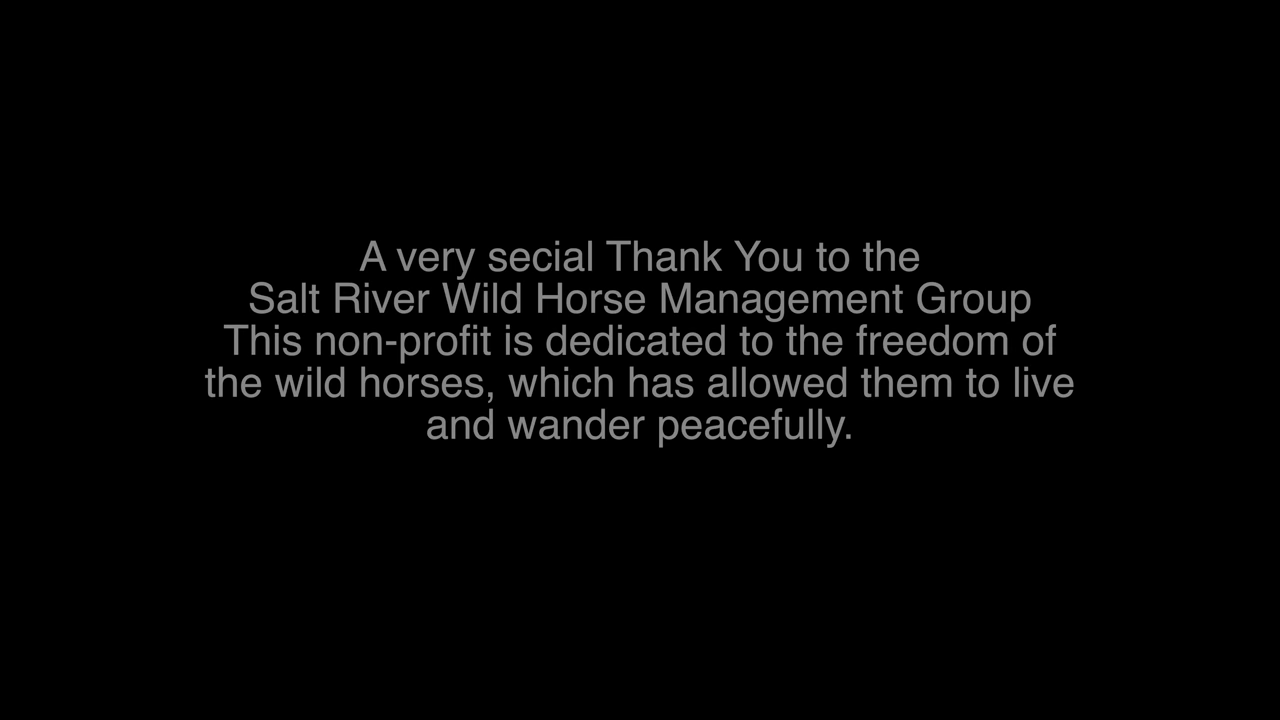 A very secial Thank You to the
Salt River Wild Horse Management Group
This non-profit is dedicated to the freedom of
the wild horses, which has allowed them to live
and wander peacefully.